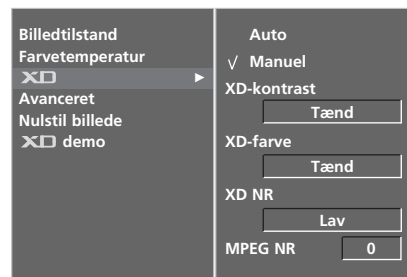 Billedtilstand
Farvetemperatur
XD
Avanceret
Nulstil billede
XD demo
Auto
√ Manuel
XD-kontrast
Tænd
XD-farve
Tænd
XD NR
Lav
MPEG NR 0